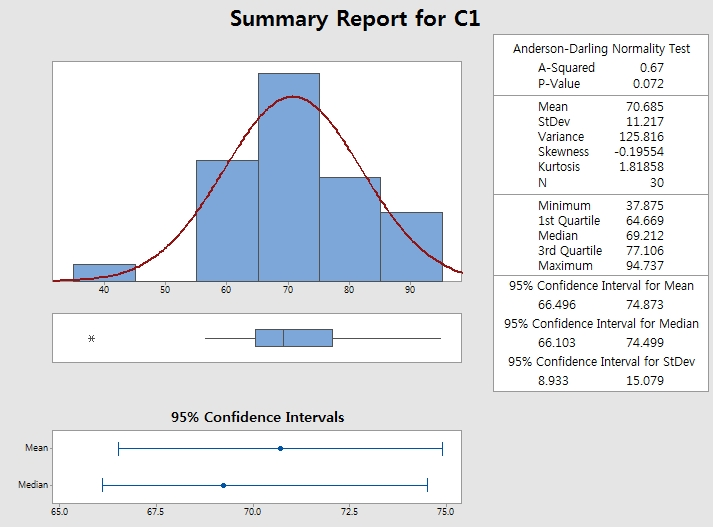 Summary Report for C1
Anderson-Darling Normality Test
A-Squared 0.67
P-Value 0.072
Mean 70.685
StDev 11.217
Variance 125.816
Skewness -0.19554
Kurtosis 1.81858
N 30
Minimum 37.875
1st Quartile 64.669
Median 69.212
3rd Quartile 77.106
Maximum 94.737
95% Confidence Interval for Mean
66.496 74.873
95% Confidence Interval for Median
66.103 74.499
95% Confidence Interval for StDev
8.933 15.079
40 50 60 70 80 90
95% Confidence Intervals
Mean
Median
65.0 67.5 70.0 72.5 75.0